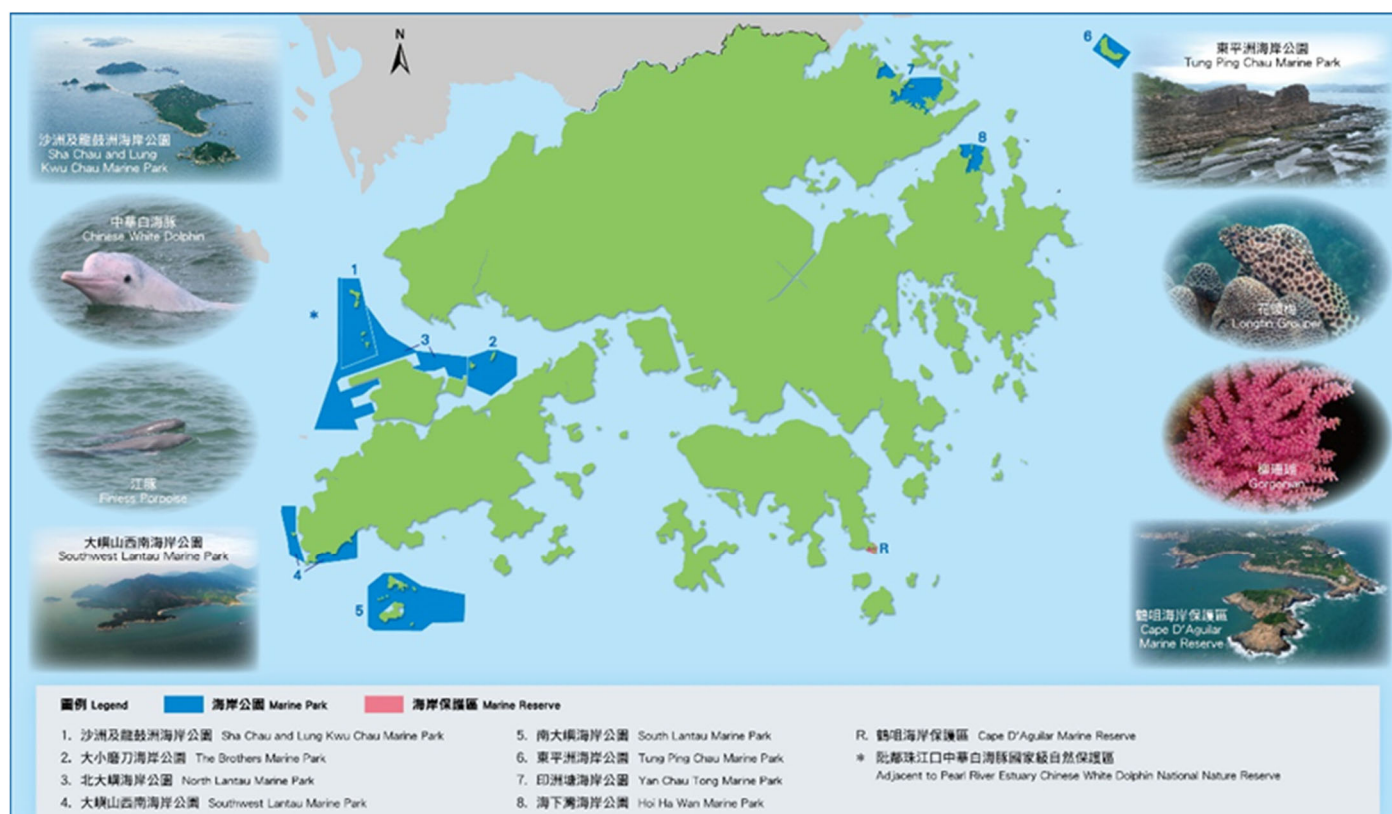 沙洲及龍鼓洲海岸公園
Sha Chau and Lung
Kwu Chau Marine Park
中華白海豚
Chinese White Dolphin
江豚
Finless Porpoise
大嶼山西南海岸公園
Southwest Lantau Marine Park
N
1
*
3
2
4
5
6
7
8
R
東平洲海岸公園
Tung Ping Chau Marine Park
Longfin Grouper
柳珊瑚
Gorgonian
鶴咀海岸保護區
Cape D'Aguilar
Marine Reserve
圖例 Legend 海岸公園 Marine Park 海岸保護區 Marine Reserve
1. 沙洲及龍鼓洲海岸公園 Sha Chau and Lung Kwu Chau Marine Park
2. 大小磨刀海岸公園 The Brothers Marine Park
3. 北大嶼海岸公園 North Lantau Marine Park
4. 大嶼山西南海岸公園 Southwest Lantau Marine Park
5. 南大嶼海岸公園 South Lantau Marine Park
6. 東平洲海岸公園 Tung Ping Chau Marine Park
7. 印洲塘海岸公園 Yan Chau Tong Marine Park
8. 海下灣海岸公園 Hoi Ha Wan Marine Park
R. 鶴咀海岸保護區 Cape D'Aguilar Marine Reserve
* 毗鄰珠江口中華白海豚國家級自然保護區
Adjacent to Pearl River Estuary Chinese White Dolphin National Nature Reserve